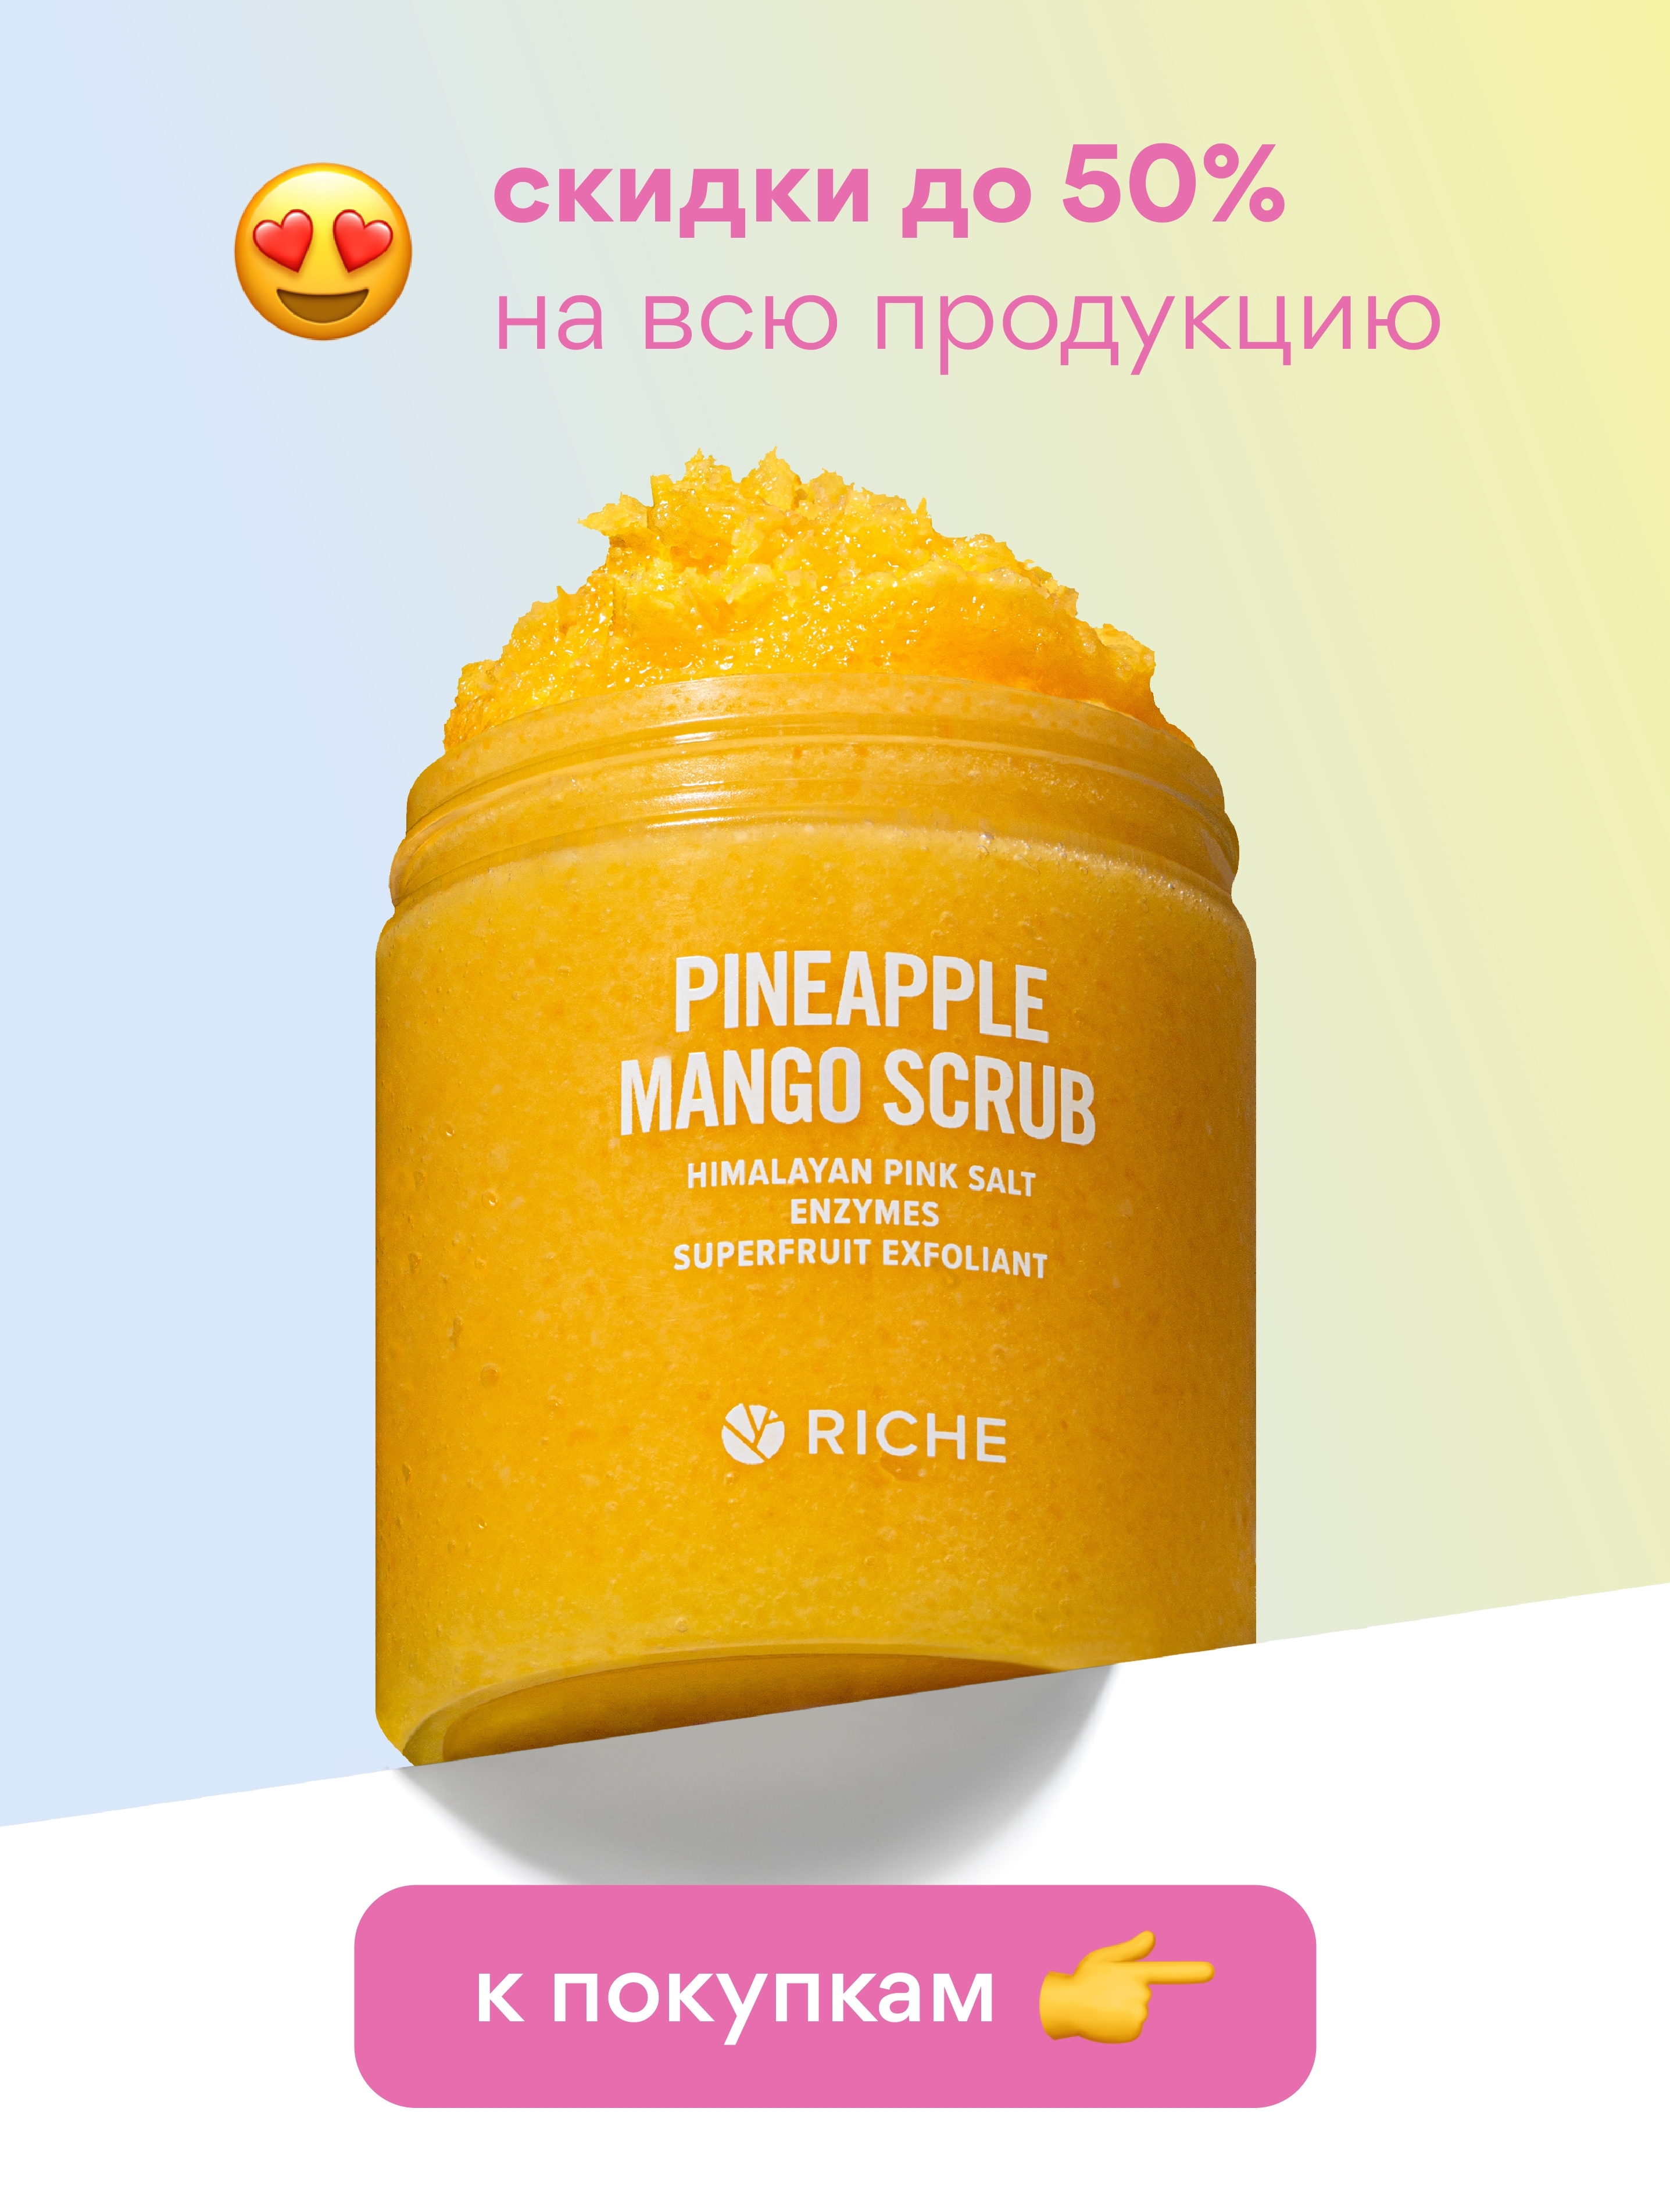 скидки до 50%
на всю продукцию
PINEAPPLE
MANGO SCRUB
HIMALAYAN PINK SALT
ENZYMES
SUPERFRUIT EXFOLIANT
RICHE
к покупкам